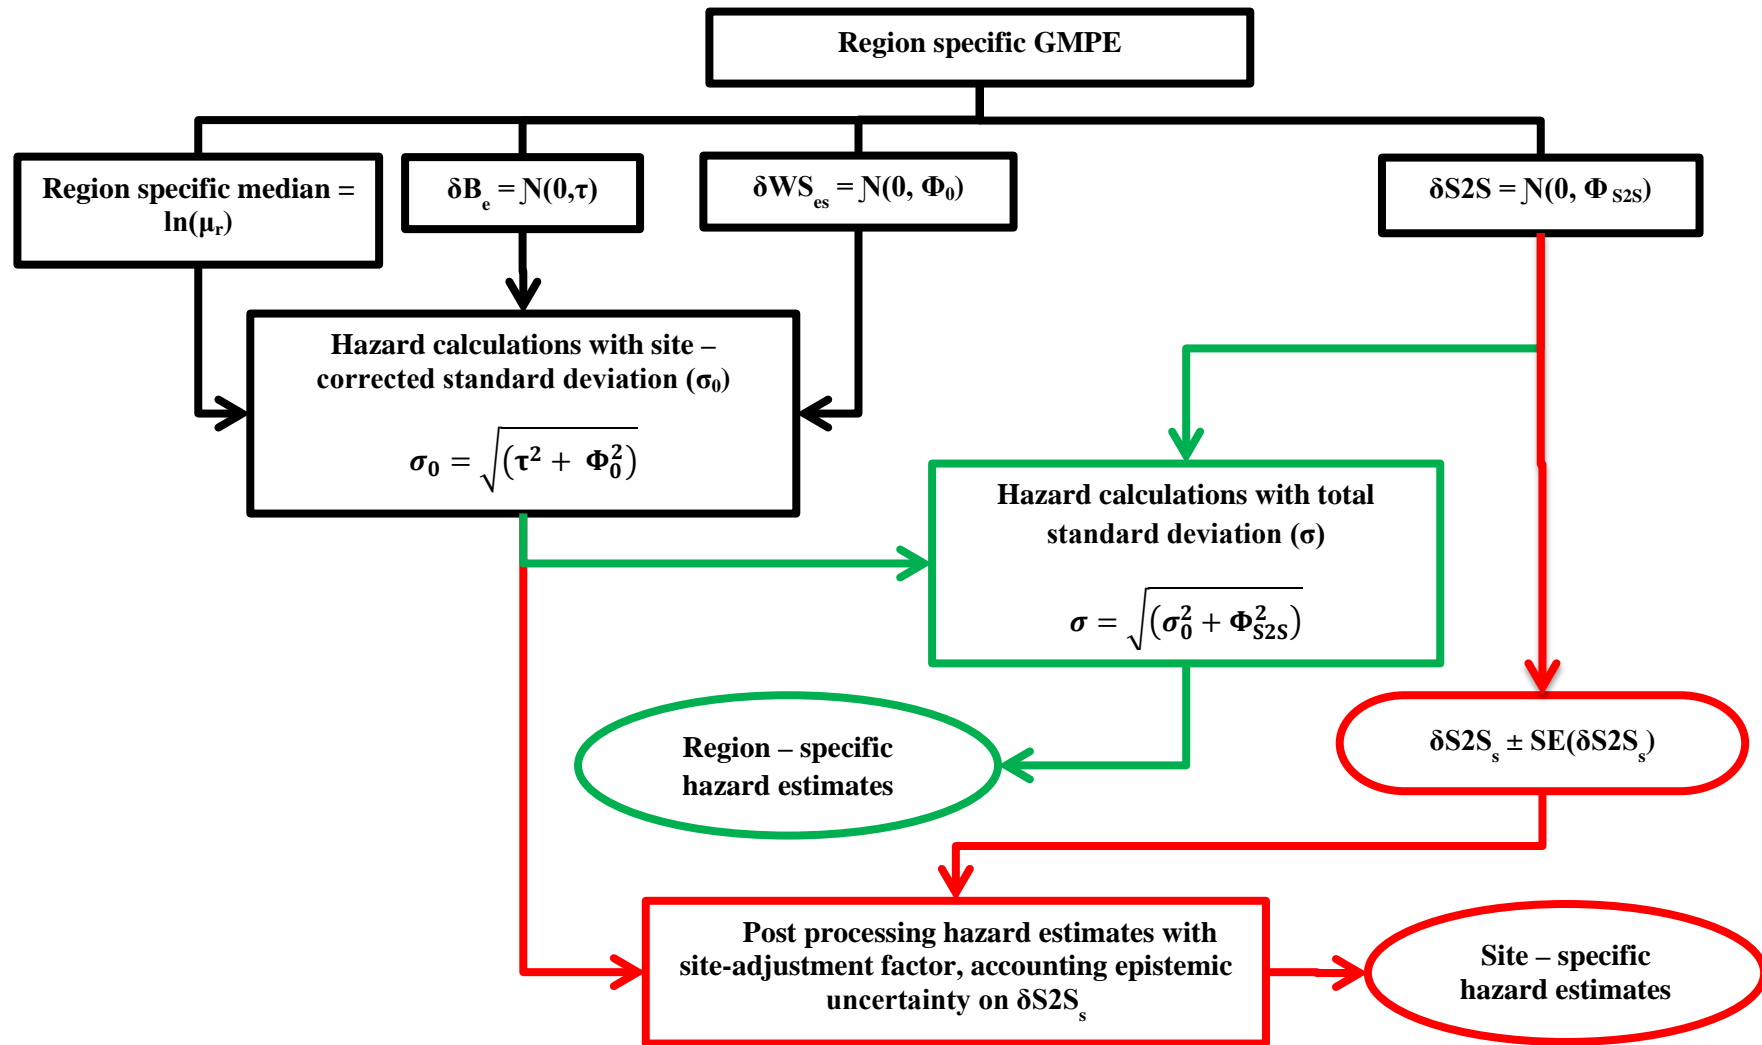 Region specific GMPE
Region specific median =
ln(μᵣ)
δBₑ = Ɲ(0,τ)
δWSₑₛ = Ɲ(0, Φ₀)
δS2S = Ɲ(0, Φ S2S)
Hazard calculations with site –
corrected standard deviation (σ₀)
σ₀ = √(τ² + Φ₀²)
Hazard calculations with total
standard deviation (σ)
σ = √(σ₀² + Φ²S2S)
Region – specific
hazard estimates
δS2Sₛ ± SE(δS2Sₛ)
Post processing hazard estimates with
site-adjustment factor, accounting epistemic
uncertainty on δS2Sₛ
Site – specific
hazard estimates